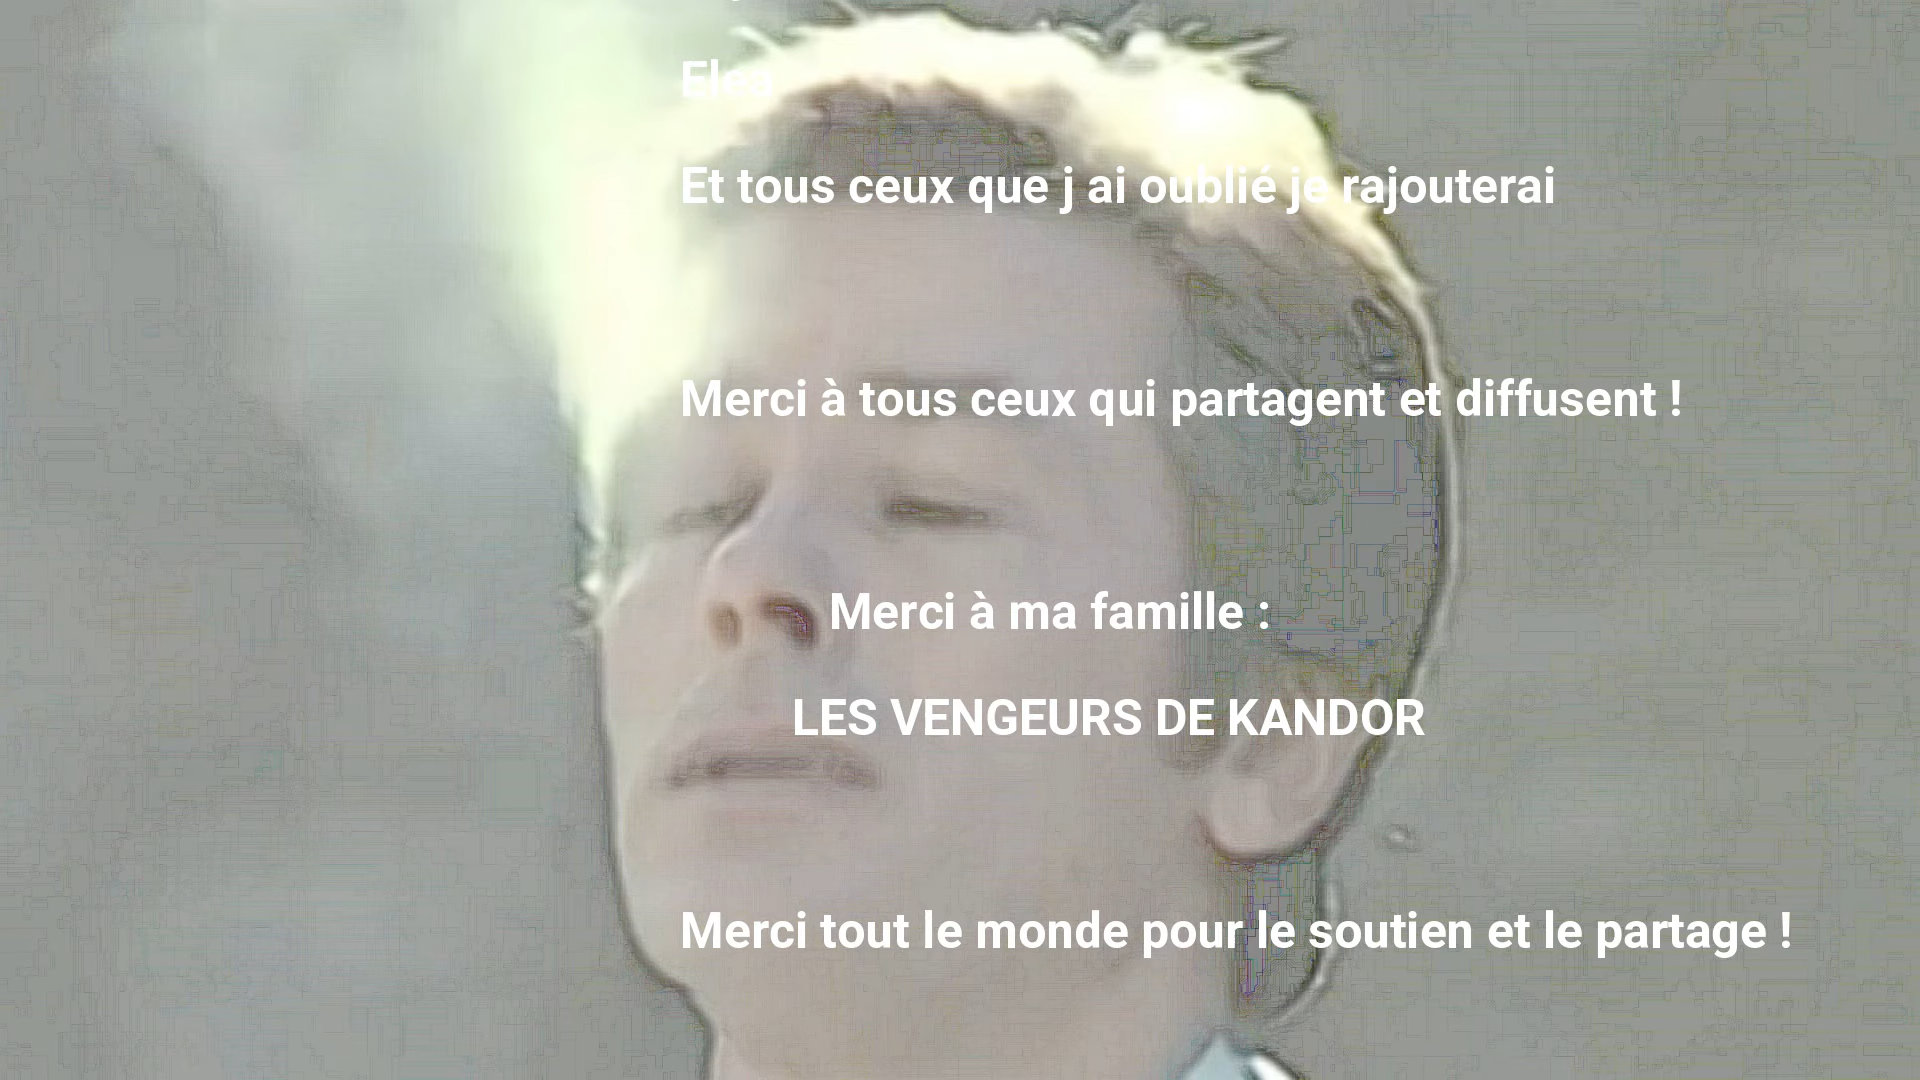 Elea
Et tous ceux que j ai oublié je rajouterai
Merci à tous ceux qui partagent et diffusent !
Merci à ma famille :
LES VENGEURS DE KANDOR
Merci tout le monde pour le soutien et le partage !